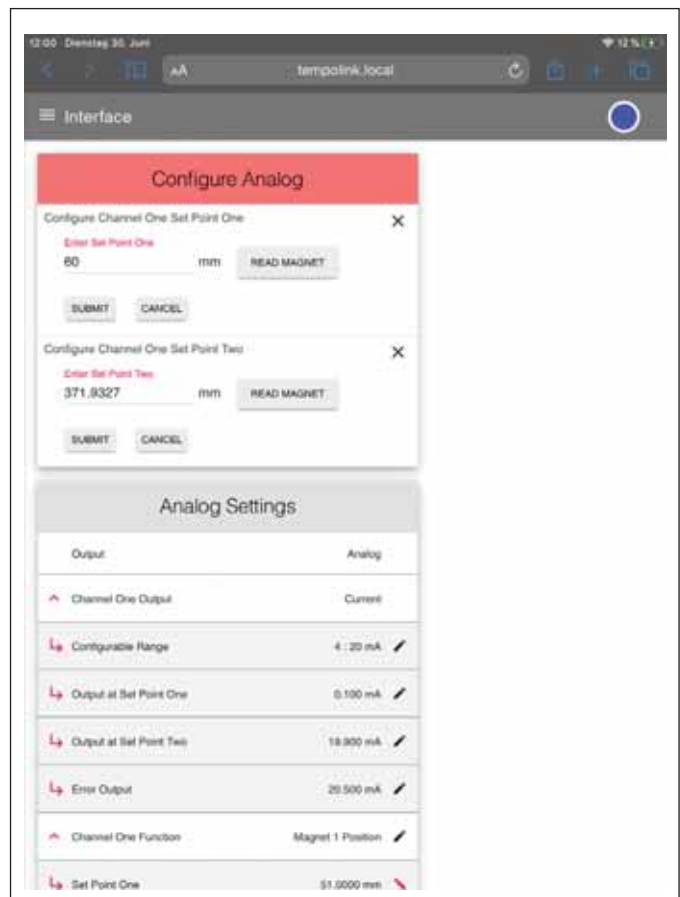 12:00 Dienstag 30. Juni 12 %
AA tempolink.local
Interface
Configure Analog
Configure Channel One Set Point One
Enter Set Point One
60 mm READ MAGNET
SUBMIT CANCEL
Configure Channel One Set Point Two
Enter Set Point Two
371.9327 mm READ MAGNET
SUBMIT CANCEL
Analog Settings
Output Analog
Channel One Output Current
Configurable Range 4 : 20 mA
Output at Set Point One 0.100 mA
Output at Set Point Two 19.900 mA
Error Output 20.500 mA
Channel One Function Magnet 1 Position
Set Point One 51.0000 mm